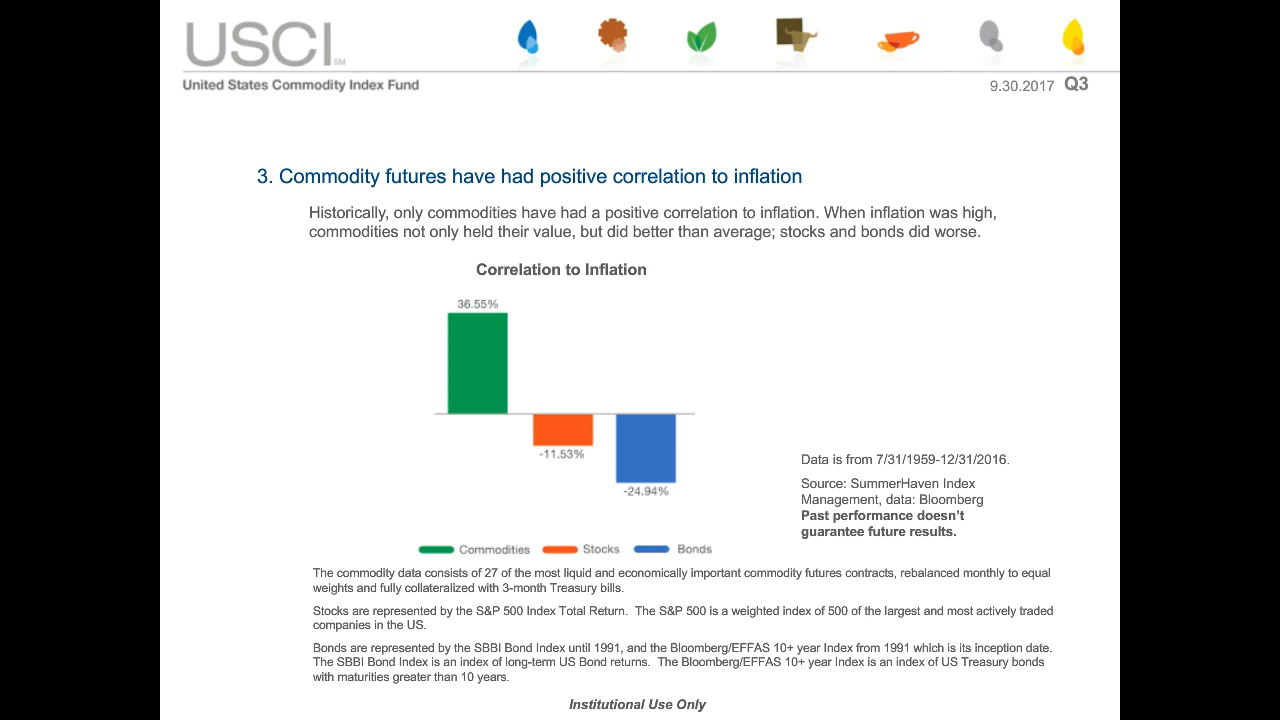 USCI SM
United States Commodity Index Fund
9.30.2017 Q3
3. Commodity futures have had positive correlation to inflation
Historically, only commodities have had a positive correlation to inflation. When inflation was high,
commodities not only held their value, but did better than average; stocks and bonds did worse.
Correlation to Inflation
36.55%
-11.53%
-24.94%
Commodities Stocks Bonds
Data is from 7/31/1959-12/31/2016.
Source: SummerHaven Index
Management, data: Bloomberg
Past performance doesn’t
guarantee future results.
The commodity data consists of 27 of the most liquid and economically important commodity futures contracts, rebalanced monthly to equal
weights and fully collateralized with 3-month Treasury bills.
Stocks are represented by the S&P 500 Index Total Return. The S&P 500 is a weighted index of 500 of the largest and most actively traded
companies in the US.
Bonds are represented by the SBBI Bond Index until 1991, and the Bloomberg/EFFAS 10+ year Index from 1991 which is its inception date.
The SBBI Bond Index is an index of long-term US Bond returns. The Bloomberg/EFFAS 10+ year Index is an index of US Treasury bonds
with maturities greater than 10 years.
Institutional Use Only